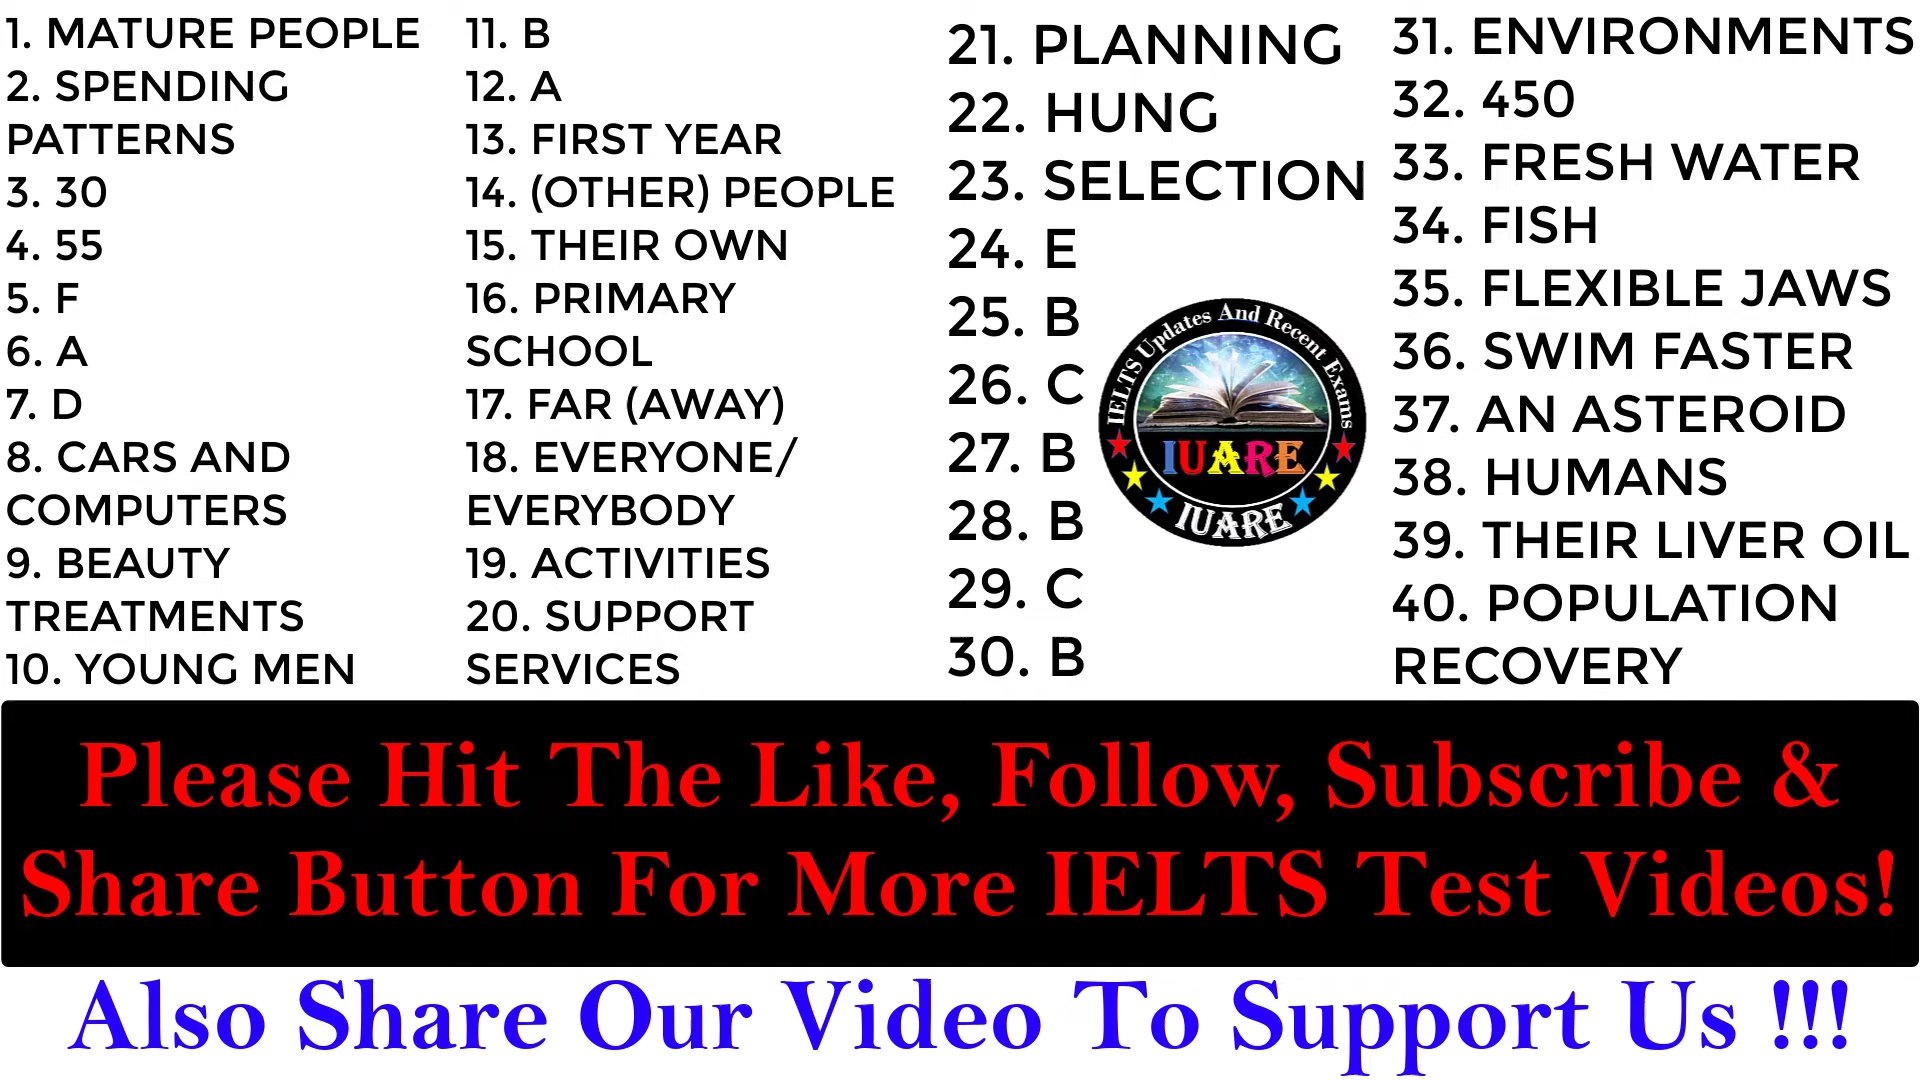 1. MATURE PEOPLE
2. SPENDING
PATTERNS
3. 30
4. 55
5. F
6. A
7. D
8. CARS AND
COMPUTERS
9. BEAUTY
TREATMENTS
10. YOUNG MEN
11. B
12. A
13. FIRST YEAR
14. (OTHER) PEOPLE
15. THEIR OWN
16. PRIMARY
SCHOOL
17. FAR (AWAY)
18. EVERYONE/
EVERYBODY
19. ACTIVITIES
20. SUPPORT
SERVICES
21. PLANNING
22. HUNG
23. SELECTION
24. E
25. B
26. C
27. B
28. B
29. C
30. B
IELTS Updates And Recent Exams
IUARE
IUARE
31. ENVIRONMENTS
32. 450
33. FRESH WATER
34. FISH
35. FLEXIBLE JAWS
36. SWIM FASTER
37. AN ASTEROID
38. HUMANS
39. THEIR LIVER OIL
40. POPULATION
RECOVERY
Please Hit The Like, Follow, Subscribe &
Share Button For More IELTS Test Videos!
Also Share Our Video To Support Us !!!